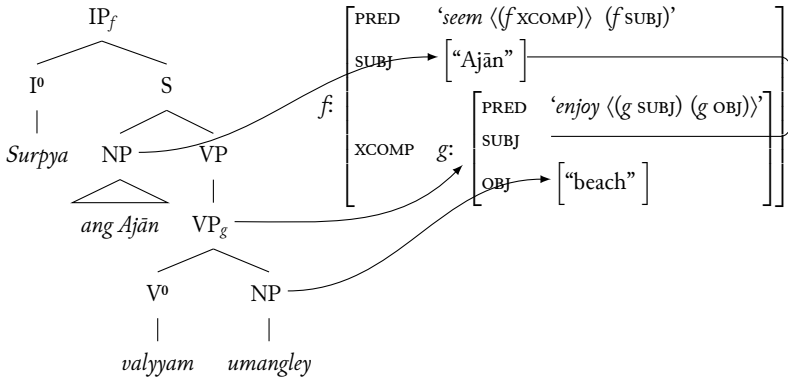 IPf
PRED 'seem ⟨(f XCOMP)⟩ (f SUBJ)'
SUBJ ["Ajān"]
I⁰ S
f:
PRED 'enjoy ⟨(g SUBJ) (g OBJ)⟩'
SUBJ
Surpya NP VP
XCOMP g:
OBJ ["beach"]
ang Ajān VPg
V⁰ NP
valyyam umangley